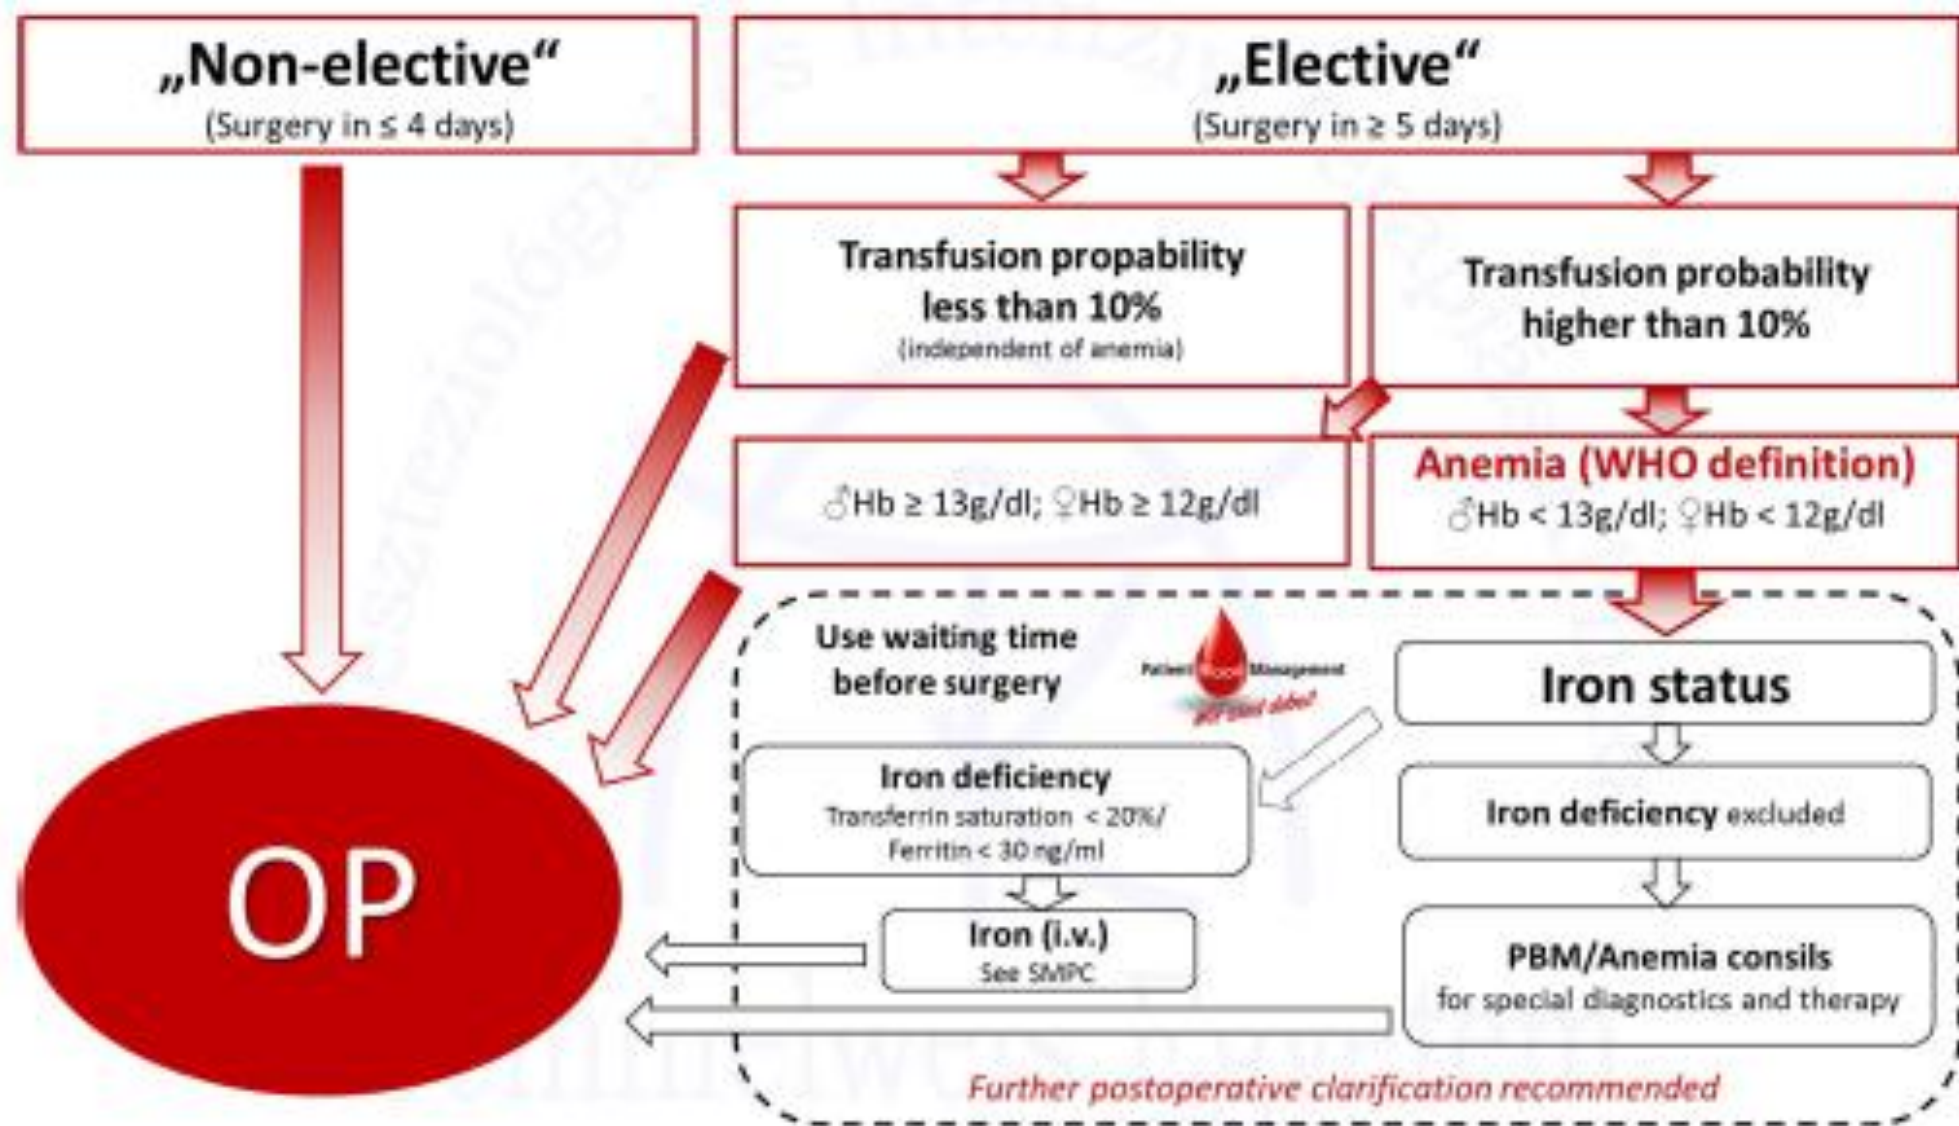 „Non-elective“
(Surgery in ≤ 4 days)
„Elective“
(Surgery in ≥ 5 days)
Transfusion propability
less than 10%
(independent of anemia)
Transfusion probability
higher than 10%
♂Hb ≥ 13g/dl; ♀Hb ≥ 12g/dl
Anemia (WHO definition)
♂Hb < 13g/dl; ♀Hb < 12g/dl
Use waiting time
before surgery
Patient Blood Management
Iron status
Iron deficiency
Transferrin saturation < 20%/
Ferritin < 30 ng/ml
Iron deficiency excluded
Iron (i.v.)
See SMPC
PBM/Anemia consils
for special diagnostics and therapy
OP
Further postoperative clarification recommended